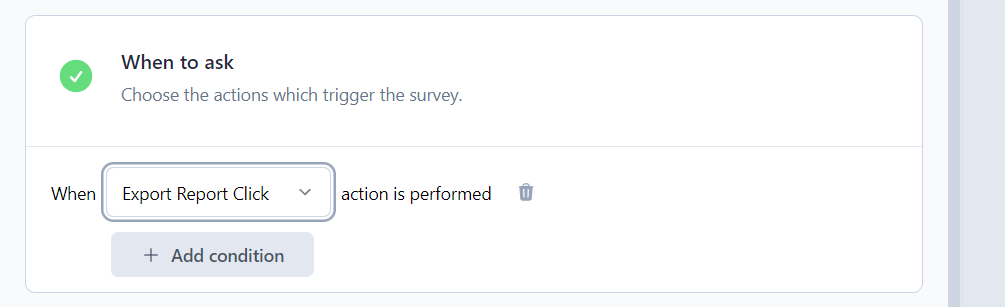 When to ask
Choose the actions which trigger the survey.
When Export Report Click action is performed
+ Add condition